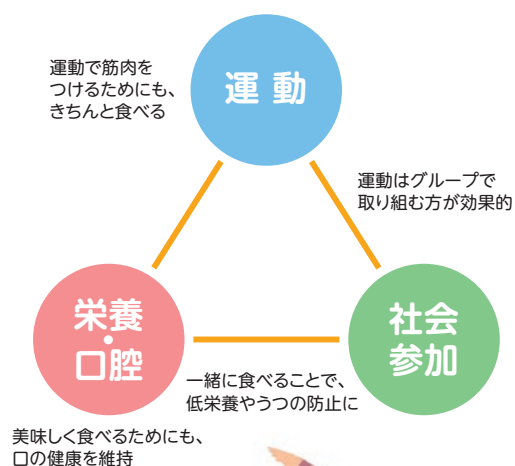 運動で筋肉を
つけるためにも、
きちんと食べる
運動
運動はグループで
取り組む方が効果的
栄養
・
口腔
社会
参加
一緒に食べることで、
低栄養やうつの防止に
美味しく食べるためにも、
口の健康を維持